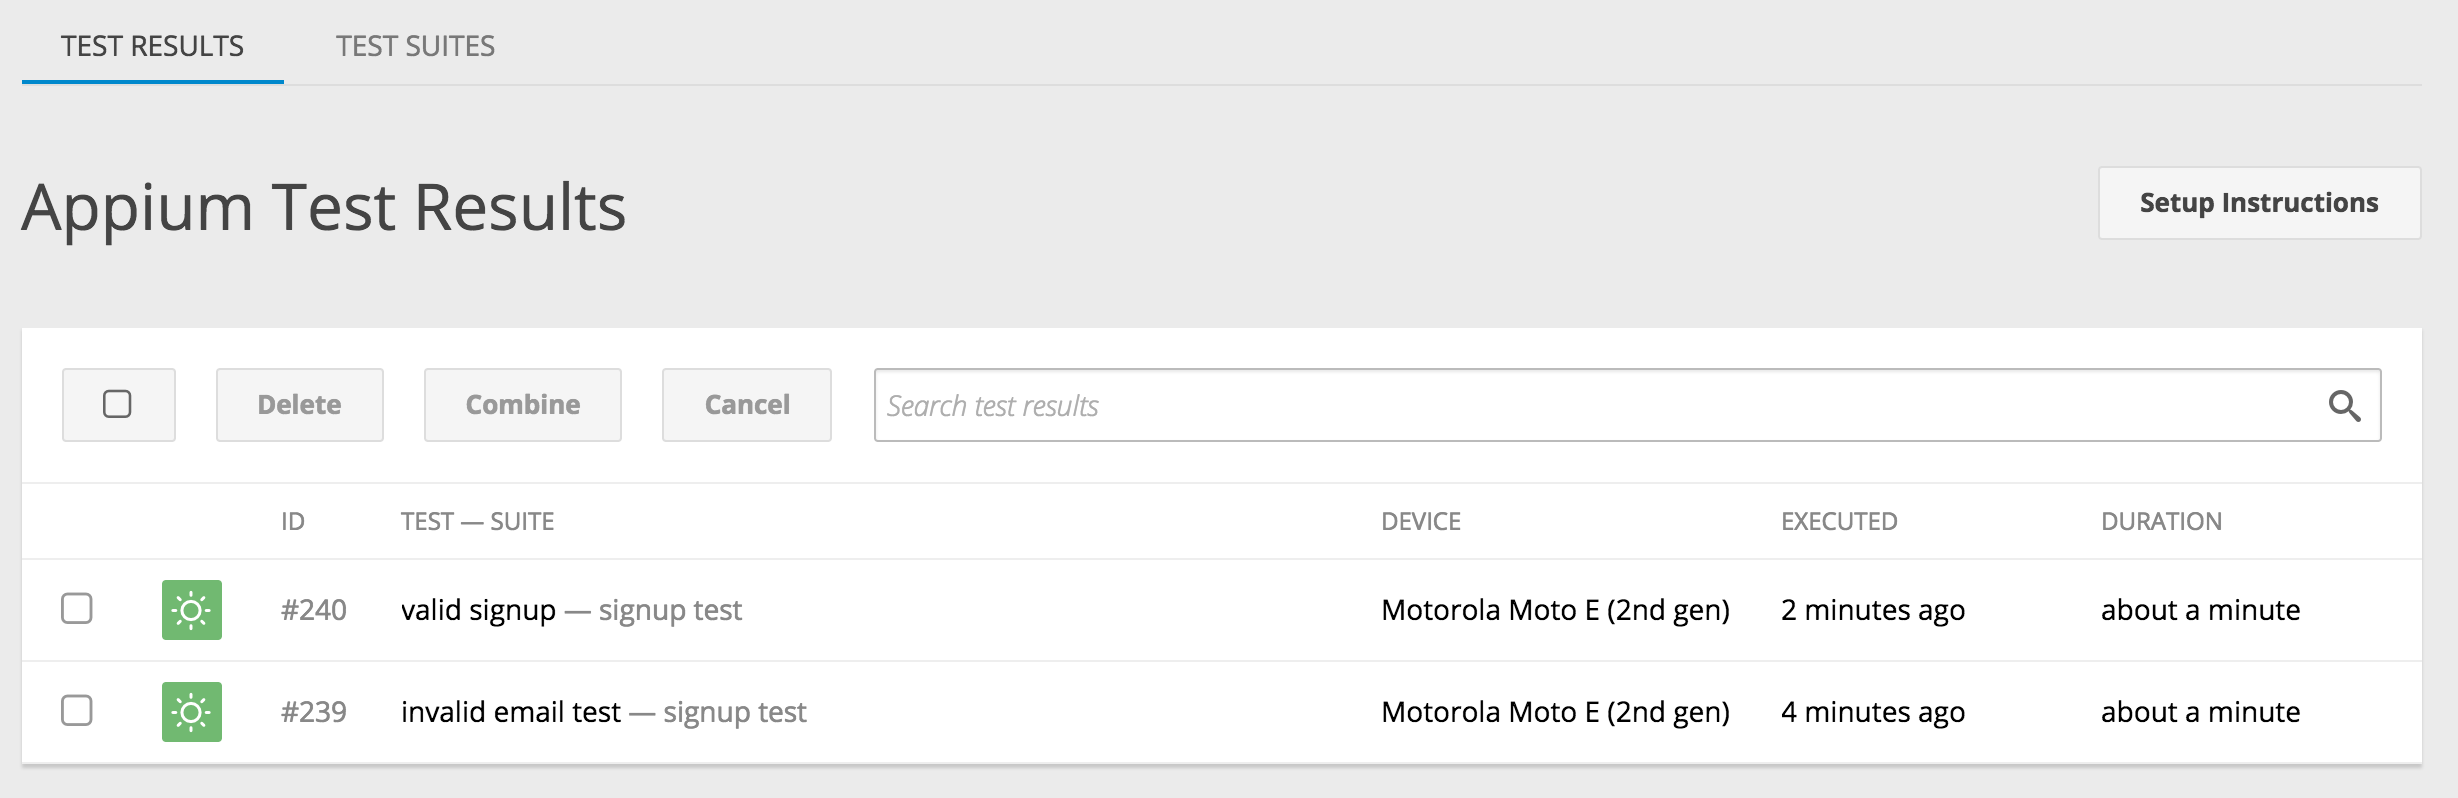 TEST RESULTS TEST SUITES
Appium Test Results
Setup Instructions
Delete Combine Cancel Search test results
ID TEST — SUITE DEVICE EXECUTED DURATION
#240 valid signup — signup test Motorola Moto E (2nd gen) 2 minutes ago about a minute
#239 invalid email test — signup test Motorola Moto E (2nd gen) 4 minutes ago about a minute